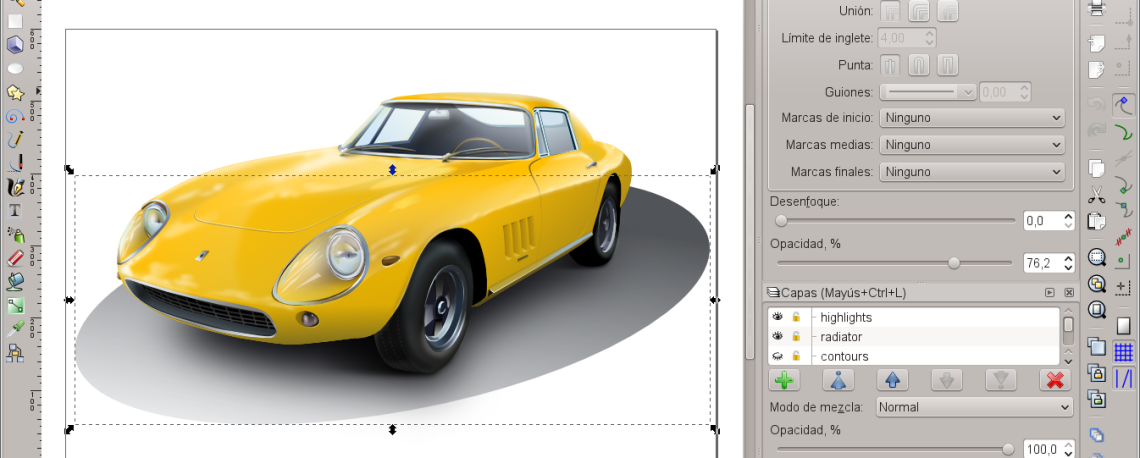 Unión:
Límite de inglete: 4,00
Punta:
Guiones: 0,00
Marcas de inicio: Ninguno
Marcas medias: Ninguno
Marcas finales: Ninguno
Desenfoque:
0,0
Opacidad, %
76,2
Capas (Mayús+Ctrl+L)
highlights
radiator
contours
Modo de mezcla: Normal
Opacidad, %
100,0